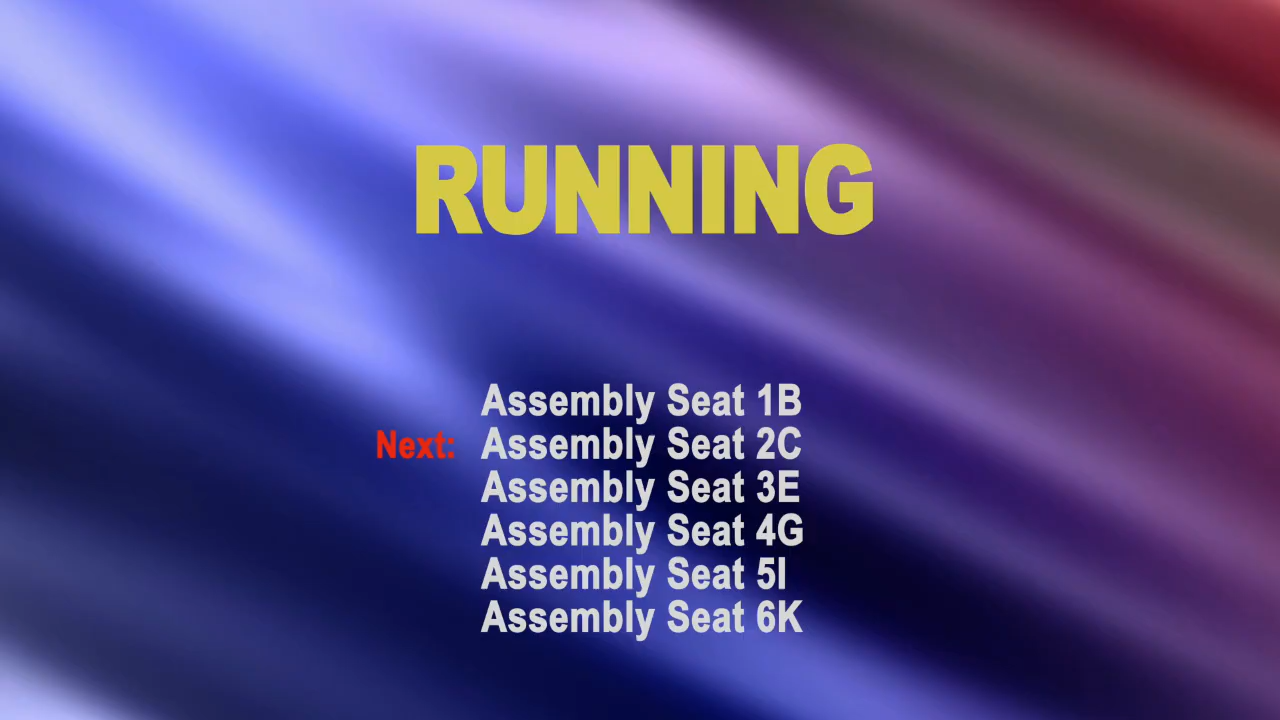 RUNNING
Assembly Seat 1B
Next: Assembly Seat 2C
Assembly Seat 3E
Assembly Seat 4G
Assembly Seat 5I
Assembly Seat 6K